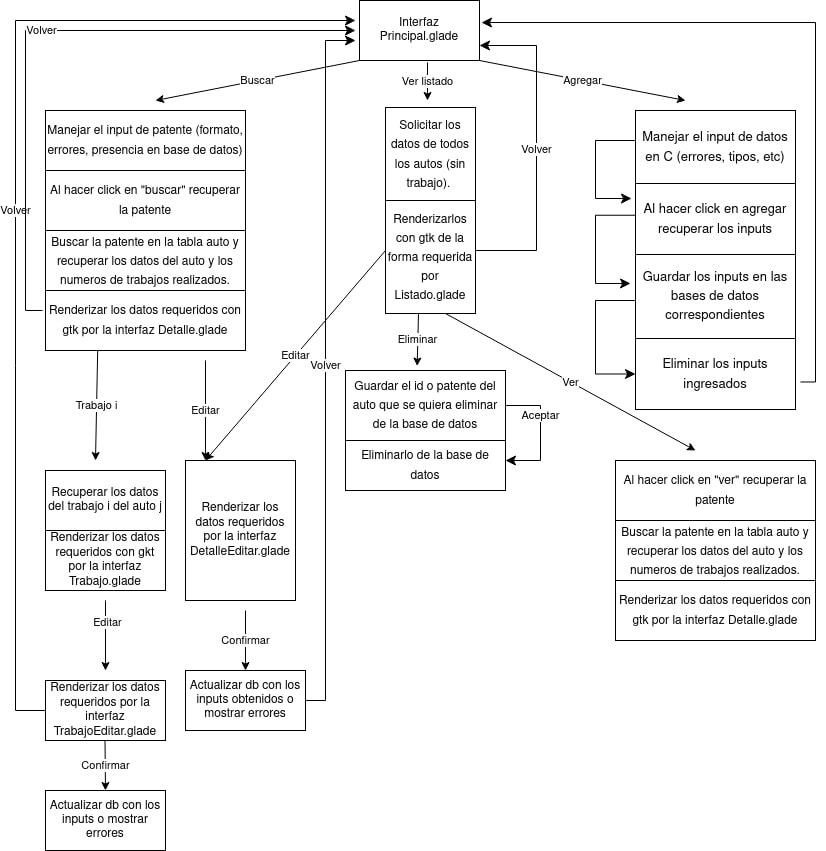 Interfaz
Principal.glade
Volver
Buscar
Ver listado
Agregar
Manejar el input de patente (formato,
errores, presencia en base de datos)
Al hacer click en "buscar" recuperar
la patente
Buscar la patente en la tabla auto y
recuperar los datos del auto y los
numeros de trabajos realizados.
Renderizar los datos requeridos con
gtk por la interfaz Detalle.glade
Volver
Solicitar los
datos de todos
los autos (sin
trabajo).
Renderizarlos
con gtk de la
forma requerida
por
Listado.glade
Volver
Manejar el input de datos
en C (errores, tipos, etc)
Al hacer click en agregar
recuperar los inputs
Guardar los inputs en las
bases de datos
correspondientes
Eliminar los inputs
ingresados
Eliminar
Editar
Volver
Ver
Trabajo i
Editar
Guardar el id o patente del
auto que se quiera eliminar
de la base de datos
Eliminarlo de la base de
datos
Aceptar
Recuperar los datos
del trabajo i del auto j
Renderizar los datos
requeridos con gkt
por la interfaz
Trabajo.glade
Renderizar los
datos requeridos
por la interfaz
DetalleEditar.glade
Al hacer click en "ver" recuperar la
patente
Buscar la patente en la tabla auto y
recuperar los datos del auto y los
numeros de trabajos realizados.
Renderizar los datos requeridos con
gtk por la interfaz Detalle.glade
Editar
Confirmar
Renderizar los datos
requeridos por la
interfaz
TrabajoEditar.glade
Actualizar db con los
inputs obtenidos o
mostrar errores
Confirmar
Actualizar db con los
inputs o mostrar
errores